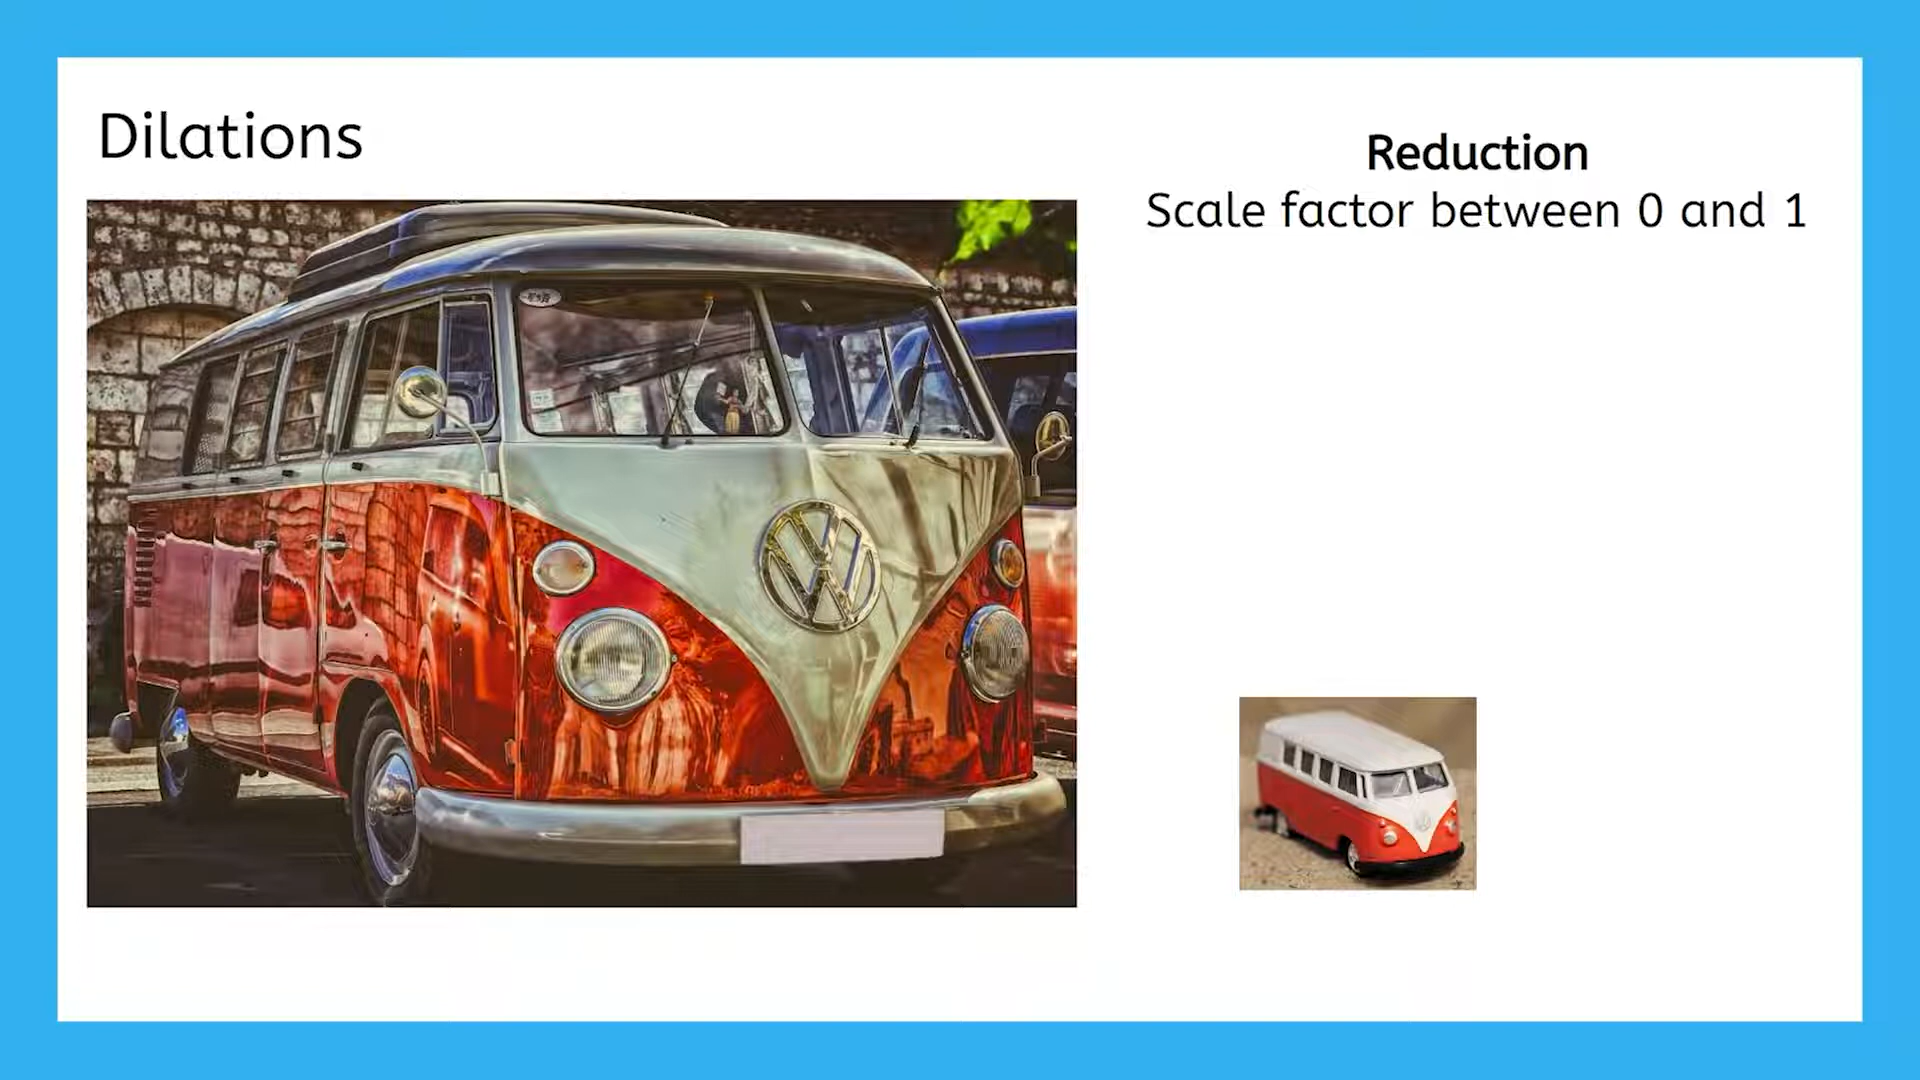 Dilations
Reduction
Scale factor between 0 and 1